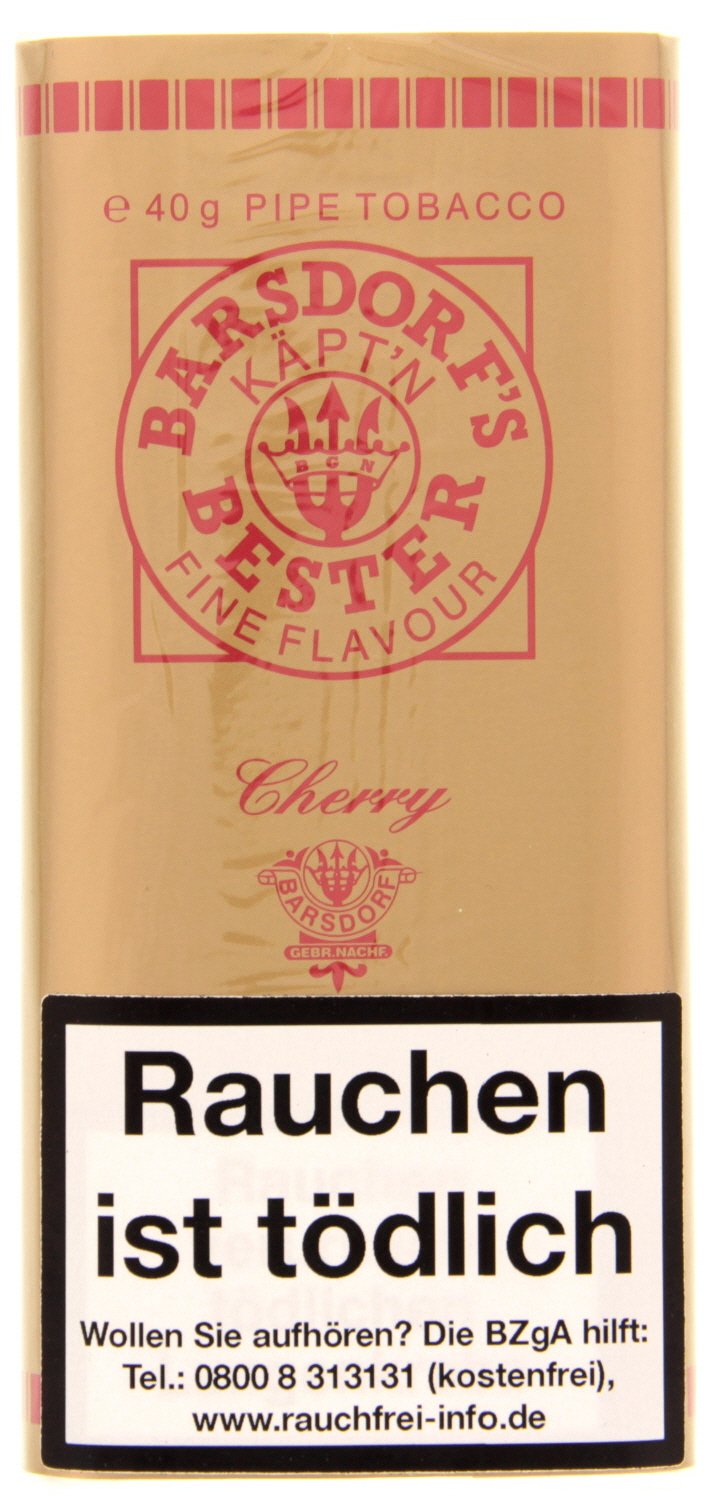 ℮ 40 g PIPE TOBACCO
BARSDORF'S
KÄPT'N
BGN
BESTER
FINE FLAVOUR
Cherry
BARSDORF
GEBR.NACHF.
Rauchen
ist tödlich
Wollen Sie aufhören? Die BZgA hilft:
Tel.: 0800 8 313131 (kostenfrei),
www.rauchfrei-info.de